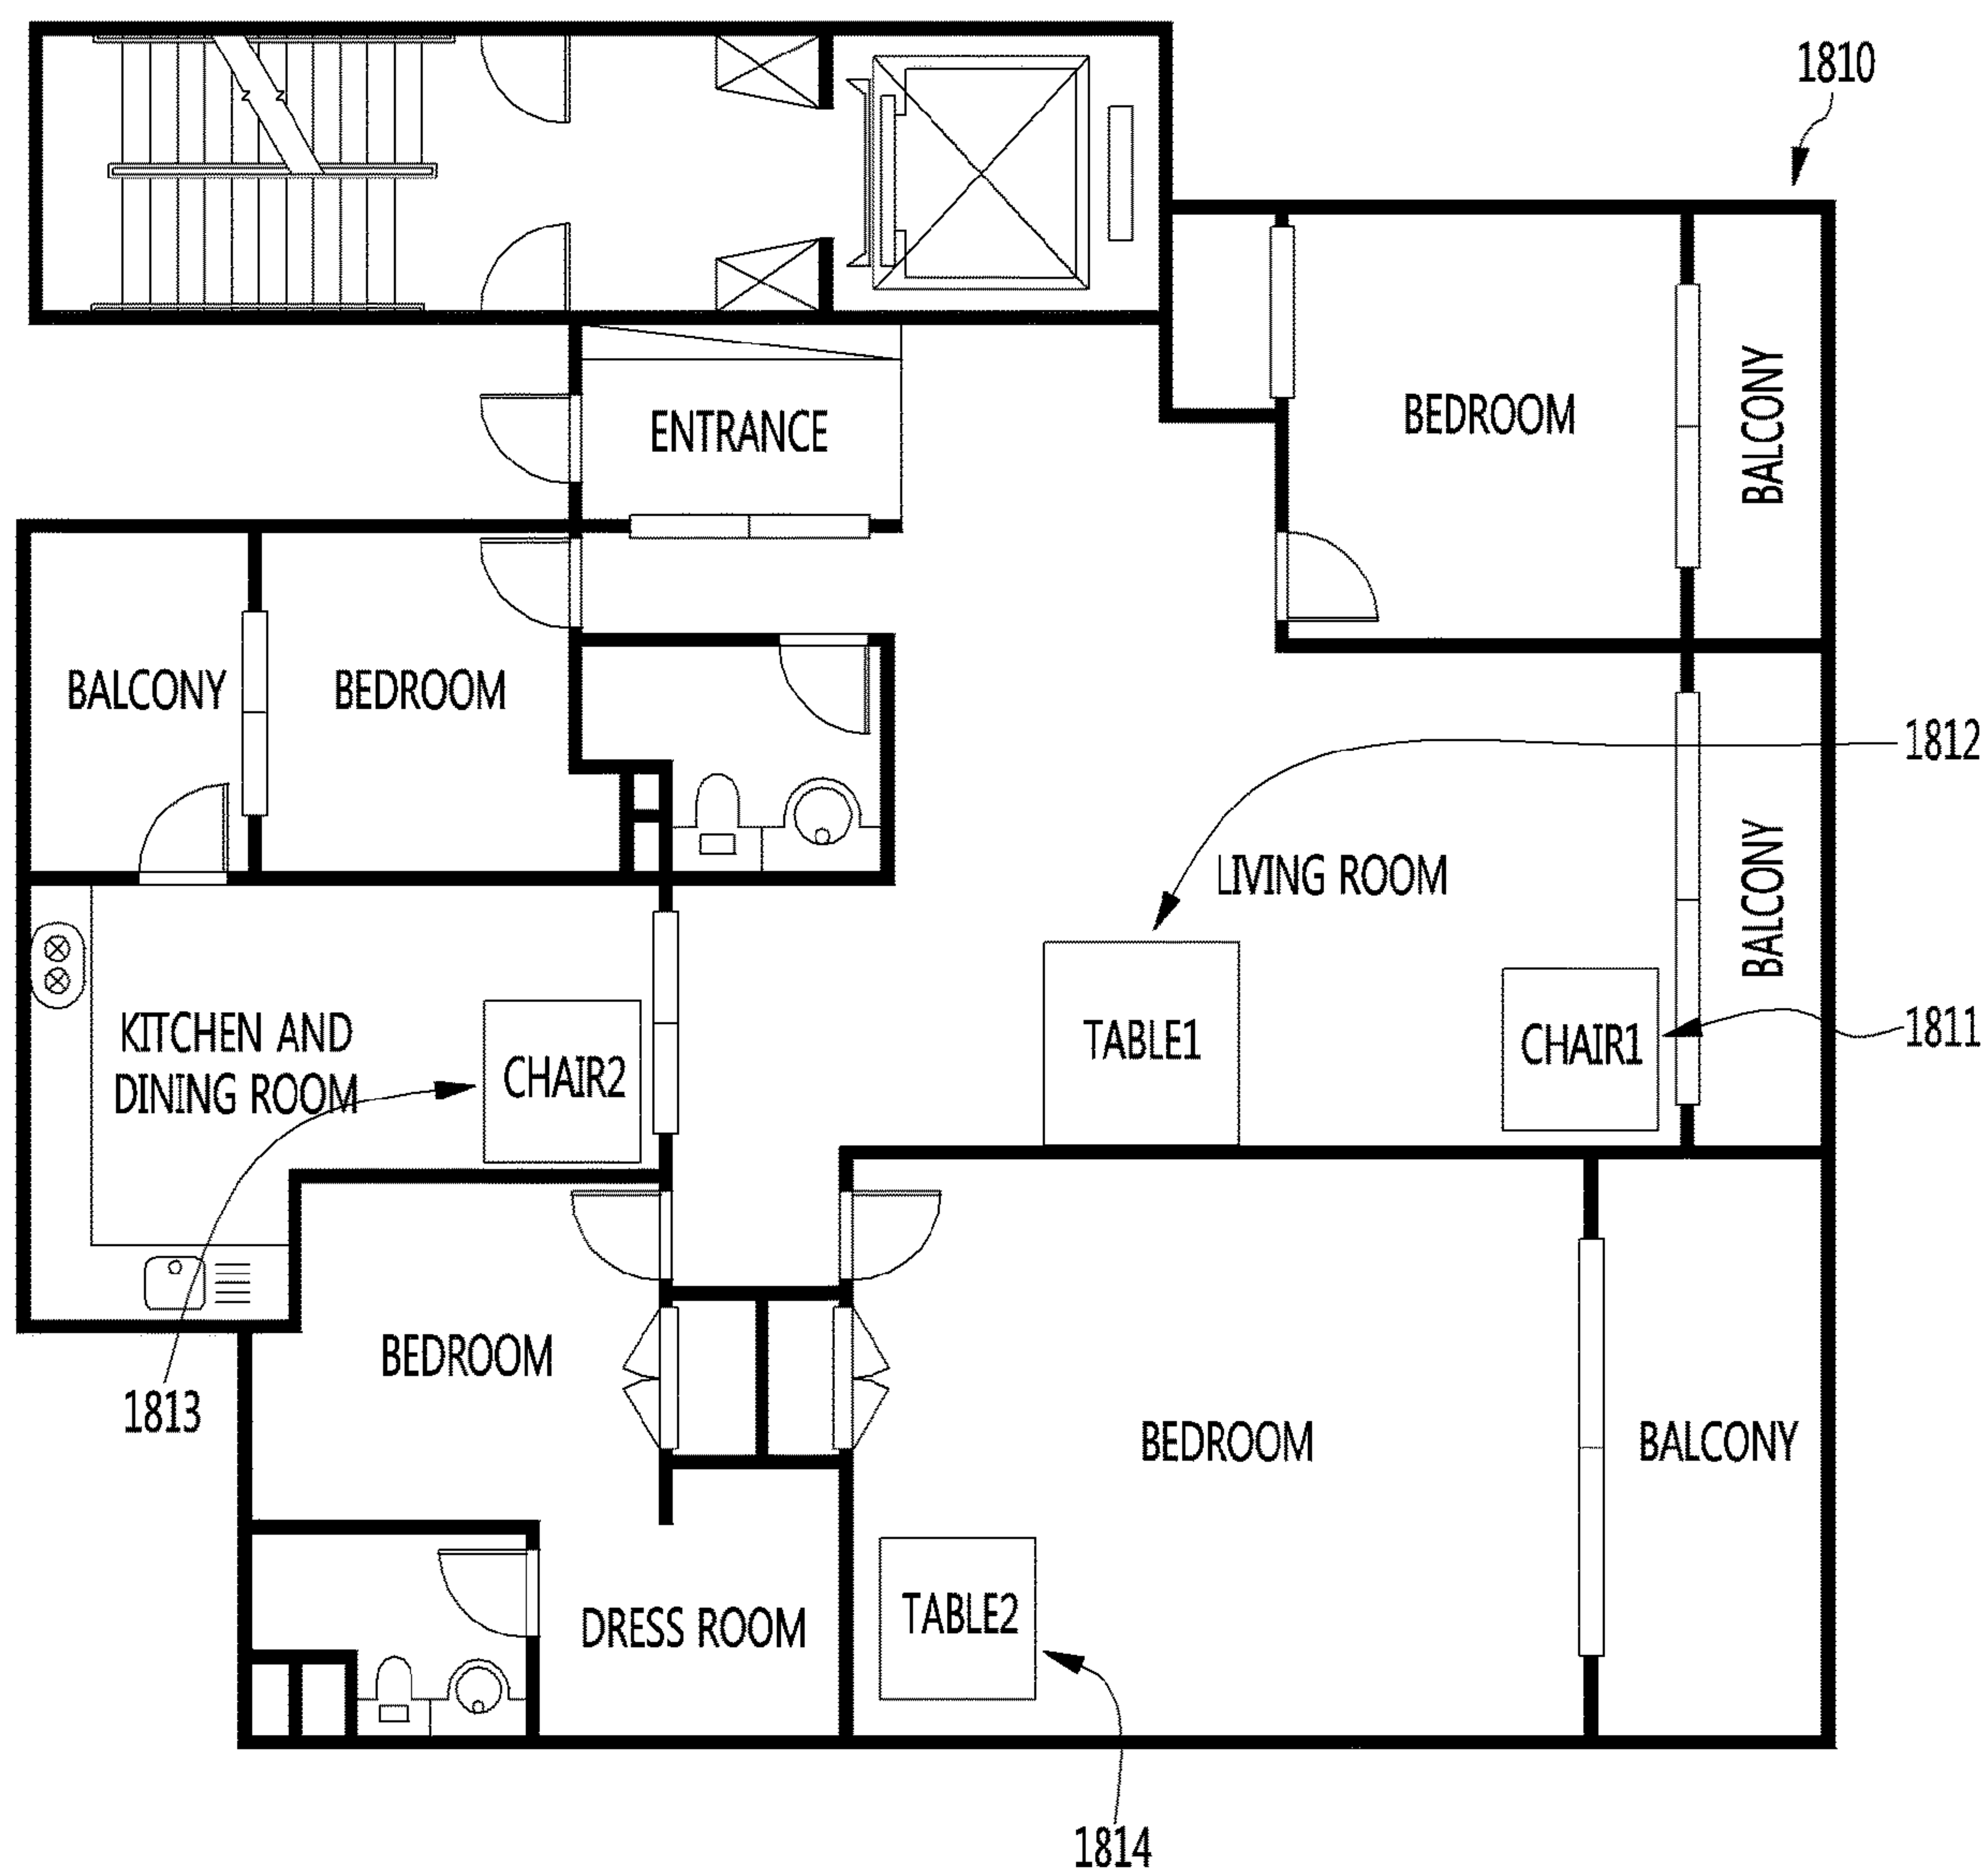 1810
ENTRANCE
BEDROOM
BALCONY
BALCONY
BEDROOM
1812
LIVING ROOM
BALCONY
KITCHEN AND
DINING ROOM
CHAIR2
TABLE1
CHAIR1
1811
BEDROOM
1813
BEDROOM
BALCONY
DRESS ROOM
TABLE2
1814